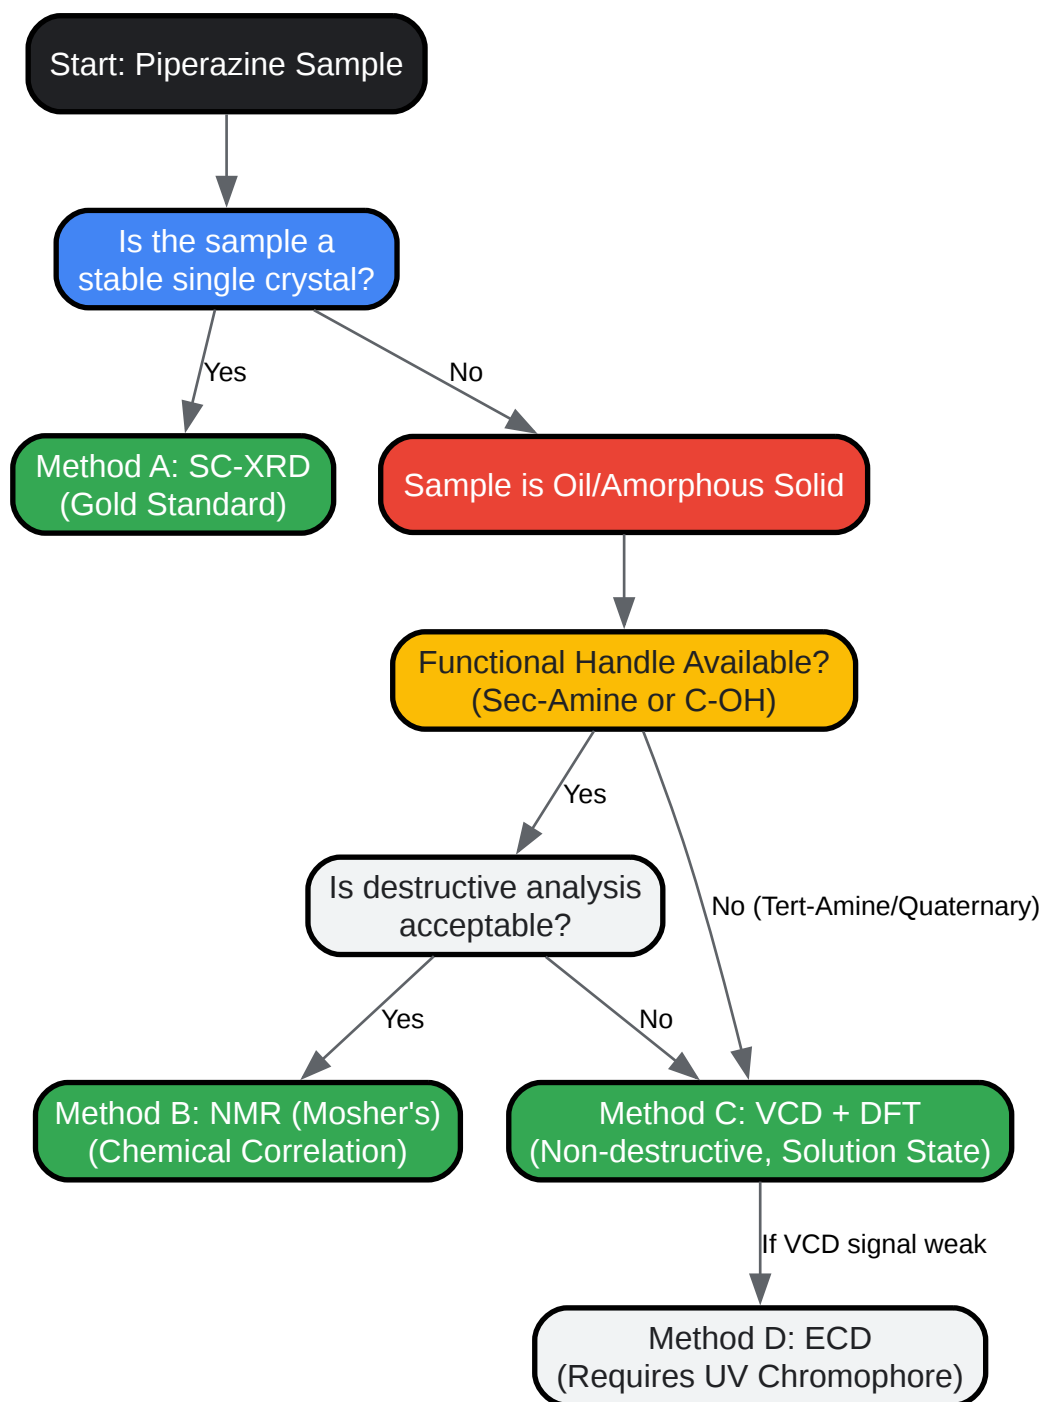 Start: Piperazine Sample
Is the sample a
stable single crystal?
Yes
No
Method A: SC-XRD
(Gold Standard)
Sample is Oil/Amorphous Solid
Functional Handle Available?
(Sec-Amine or C-OH)
Yes
Is destructive analysis
acceptable?
No (Tert-Amine/Quaternary)
Yes
No
Method B: NMR (Mosher's)
(Chemical Correlation)
Method C: VCD + DFT
(Non-destructive, Solution State)
If VCD signal weak
Method D: ECD
(Requires UV Chromophore)